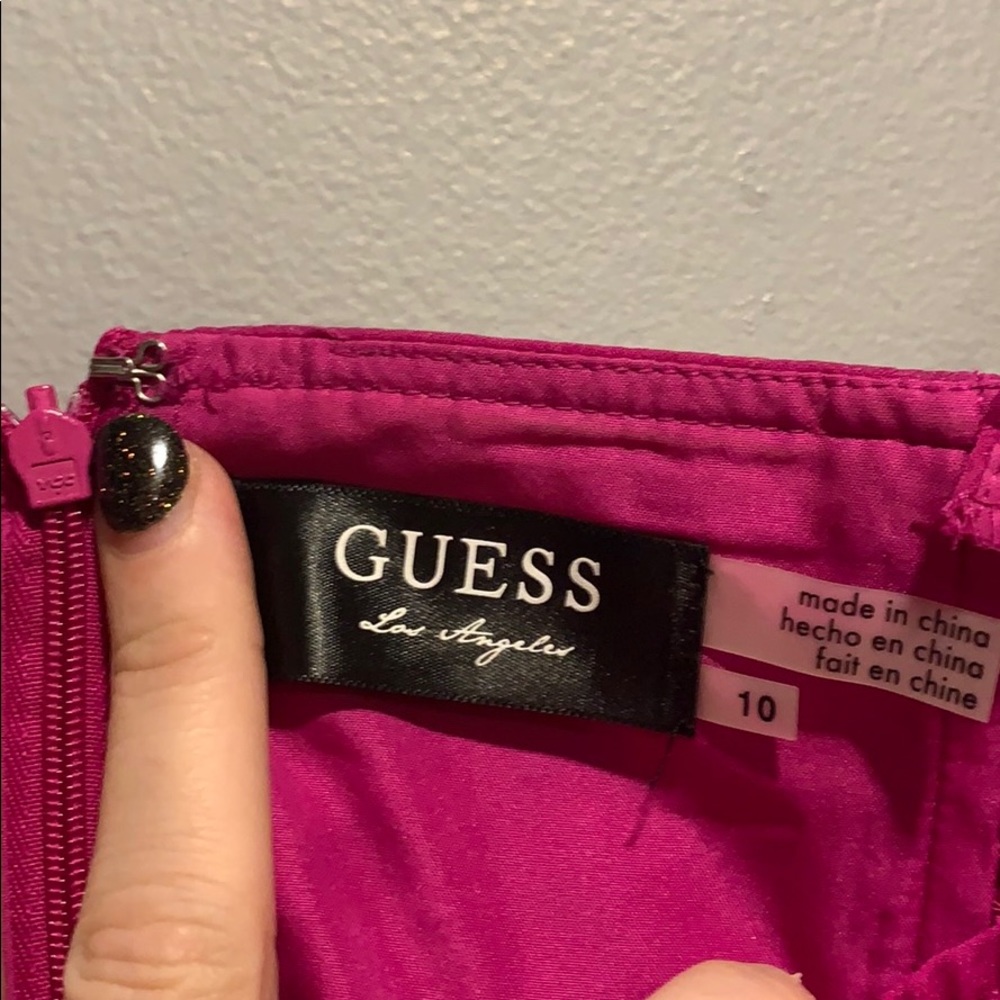 GUESS
Los Angeles
made in china
hecho en china
fait en chine
10